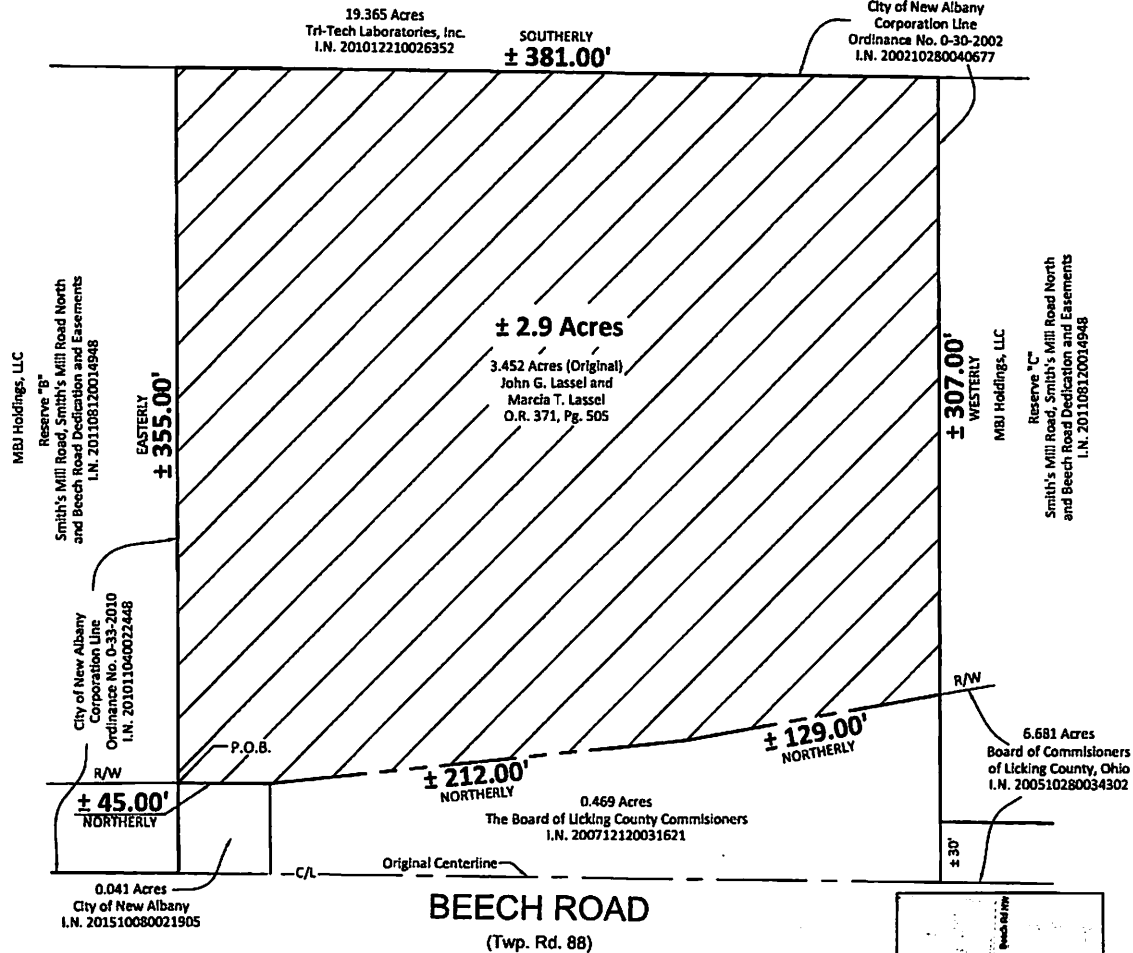 19.365 Acres
Tri-Tech Laboratories, Inc.
I.N. 201012210026352
SOUTHERLY
± 381.00'
City of New Albany
Corporation Line
Ordinance No. 0-30-2002
I.N. 200210280040677
MBJ Holdings, LLC
Reserve "B"
Smith's Mill Road, Smith's Mill Road North
and Beech Road Dedication and Easements
I.N. 201108120014948
EASTERLY
± 355.00'
± 2.9 Acres
3.452 Acres (Original)
John G. Lassel and
Marcia T. Lassel
O.R. 371, Pg. 505
± 307.00'
WESTERLY
MBJ Holdings, LLC
Reserve "C"
Smith's Mill Road, Smith's Mill Road North
and Beech Road Dedication and Easements
I.N. 201108120014948
City of New Albany
Corporation Line
Ordinance No. 0-33-2010
I.N. 201011040022448
P.O.B.
R/W
± 45.00'
NORTHERLY
± 212.00'
NORTHERLY
± 129.00'
NORTHERLY
R/W
6.681 Acres
Board of Commisioners
of Licking County, Ohio
I.N. 200510280034302
0.469 Acres
The Board of Licking County Commisioners
I.N. 200712120031621
± 30'
Original Centerline
C/L
0.041 Acres
City of New Albany
I.N. 201510080021905
BEECH ROAD
(Twp. Rd. 88)